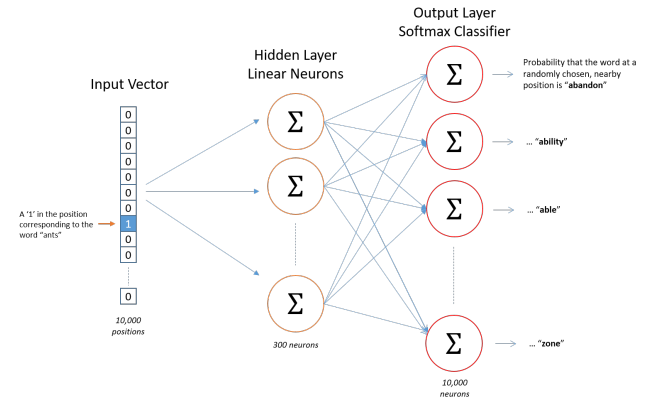 Output Layer
Softmax Classifier
Hidden Layer
Linear Neurons
Input Vector
Probability that the word at a
randomly chosen, nearby
position is “abandon”
0
0
0
0
0
0
0
1
0
0
0
A ‘1’ in the position
corresponding to the
word “ants”
10,000
positions
Σ
Σ
Σ
300 neurons
Σ
Σ
Σ
Σ
10,000
neurons
... “ability”
... “able”
... “zone”